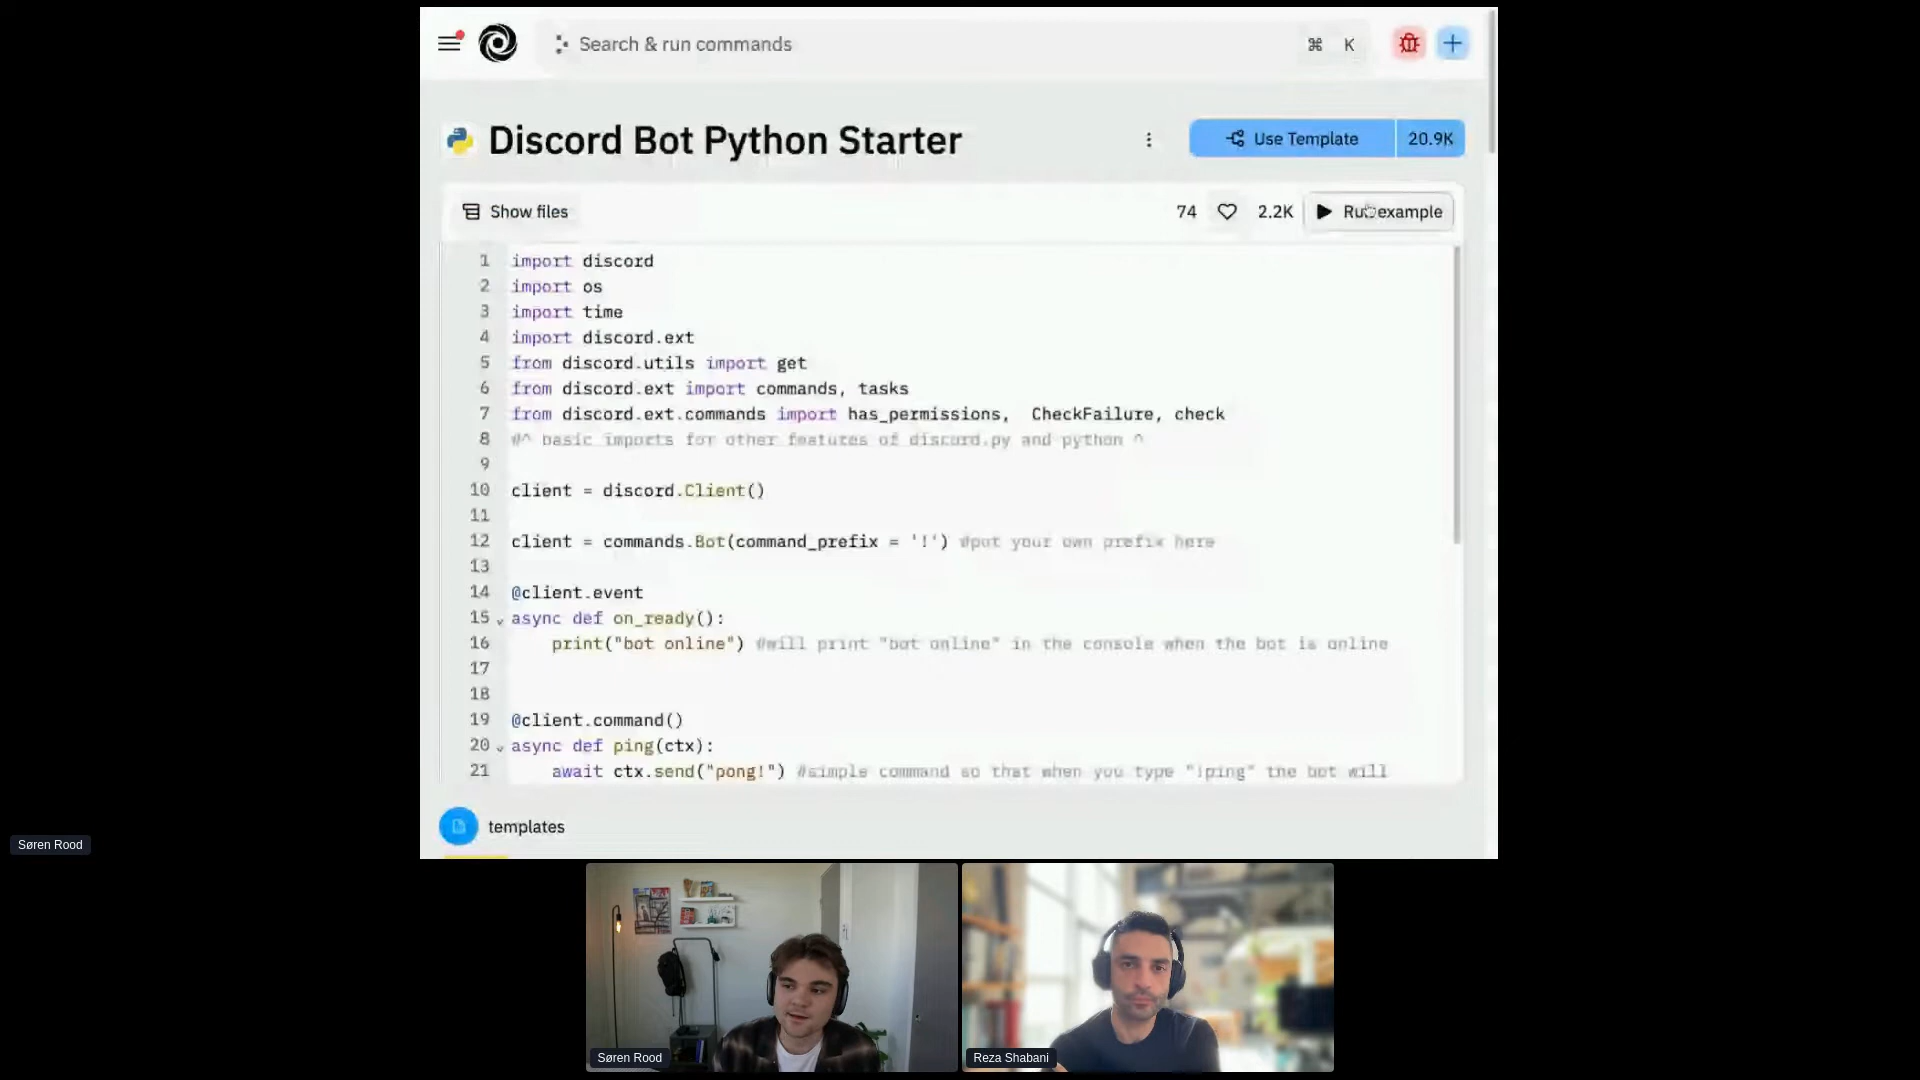 Search & run commands
⌘ K
Discord Bot Python Starter
Use Template 20.9K
Show files
74 2.2K
Run example
1 import discord
2 import os
3 import time
4 import discord.ext
5 from discord.utils import get
6 from discord.ext import commands, tasks
7 from discord.ext.commands import has_permissions,  CheckFailure, check
8 #^ basic imports for other features of discord.py and python ^
9
10 client = discord.Client()
11
12 client = commands.Bot(command_prefix = '!') #put your own prefix here
13
14 @client.event
15 async def on_ready():
16 print("bot online") #will print "bot online" in the console when the bot is online
17
18
19 @client.command()
20 async def ping(ctx):
21 await ctx.send("pong!") #simple command so that when you type "!ping" the bot will
templates
Søren Rood
Søren Rood
Reza Shabani